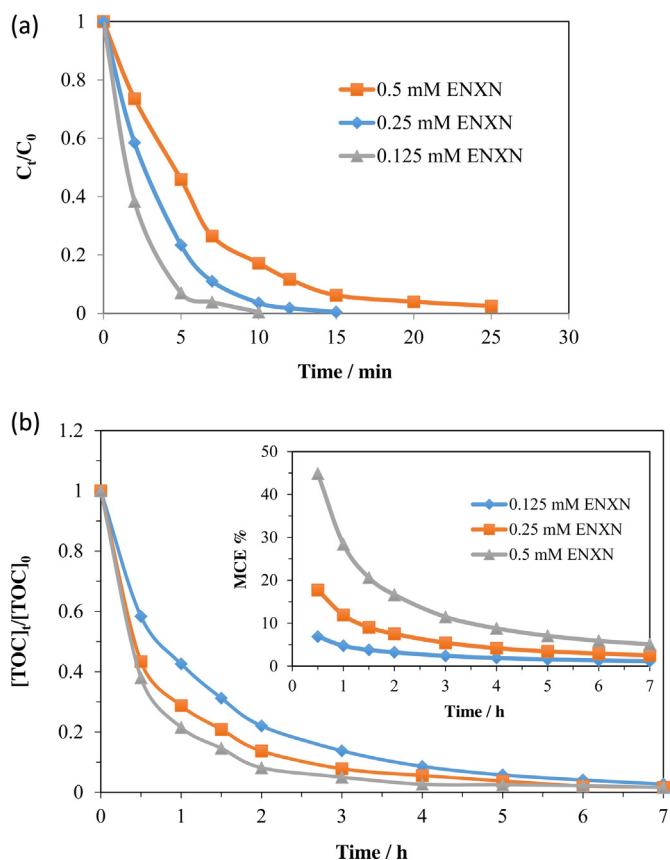 (a)
1
0.8
0.6
0.4
0.2
0
Cₜ/C₀
0.5 mM ENXN
0.25 mM ENXN
0.125 mM ENXN
0 5 10 15 20 25 30
Time / min
(b)
1.2
1
0.8
0.6
0.4
0.2
0
[TOC]ₜ/[TOC]₀
50
40
30
20
10
0
MCE %
0.125 mM ENXN
0.25 mM ENXN
0.5 mM ENXN
0 1 2 3 4 5 6 7
Time / h
0 1 2 3 4 5 6 7
Time / h